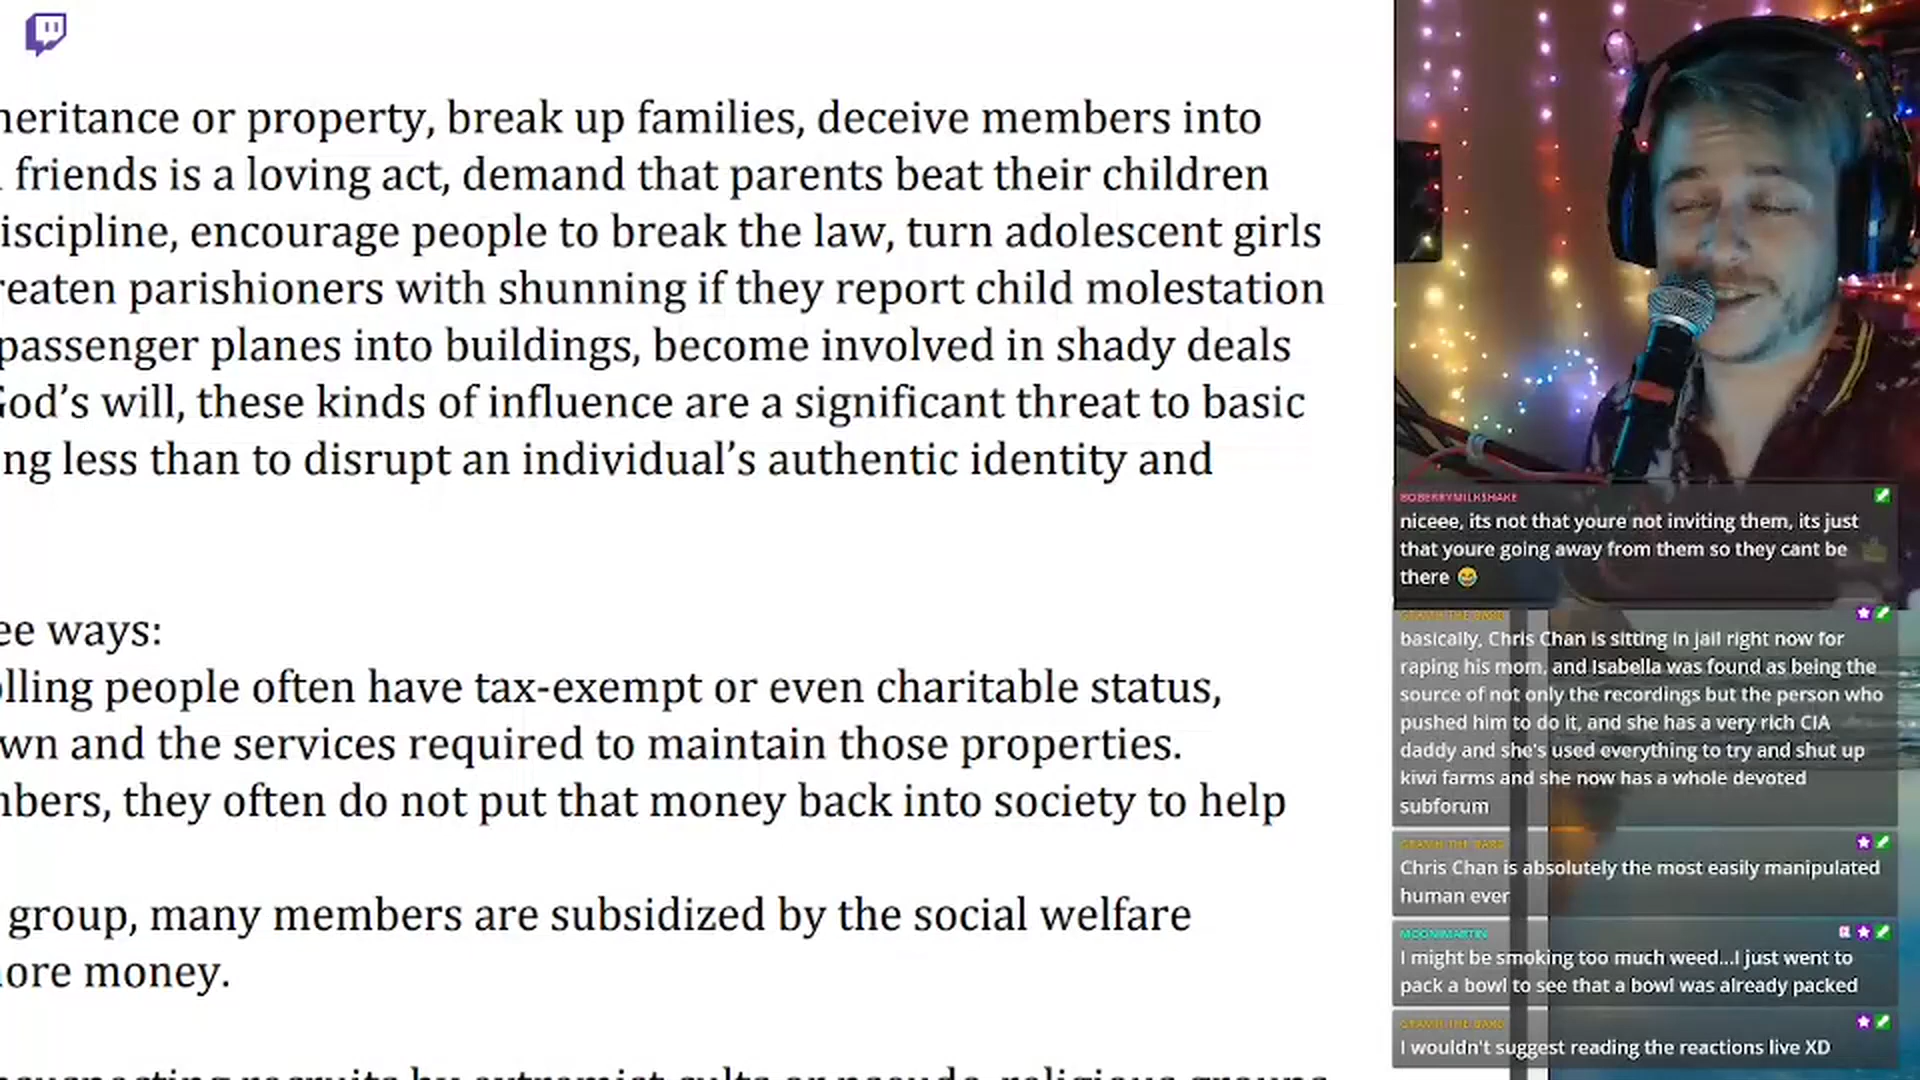 heritance or property, break up families, deceive members into
friends is a loving act, demand that parents beat their children
iscipline, encourage people to break the law, turn adolescent girls
reaten parishioners with shunning if they report child molestation
passenger planes into buildings, become involved in shady deals
God’s will, these kinds of influence are a significant threat to basic
ng less than to disrupt an individual’s authentic identity and
ee ways:
lling people often have tax-exempt or even charitable status,
wn and the services required to maintain those properties.
bers, they often do not put that money back into society to help
group, many members are subsidized by the social welfare
ore money.
BOBERRYMILKSHAKE
niceee, its not that youre not inviting them, its just
that youre going away from them so they cant be
there 😂
basically, Chris Chan is sitting in jail right now for
raping his mom, and Isabella was found as being the
source of not only the recordings but the person who
pushed him to do it, and she has a very rich CIA
daddy and she's used everything to try and shut up
kiwi farms and she now has a whole devoted
subforum
Chris Chan is absolutely the most easily manipulated
human ever
MOONMARTIN
I might be smoking too much weed...I just went to
pack a bowl to see that a bowl was already packed
I wouldn't suggest reading the reactions live XD